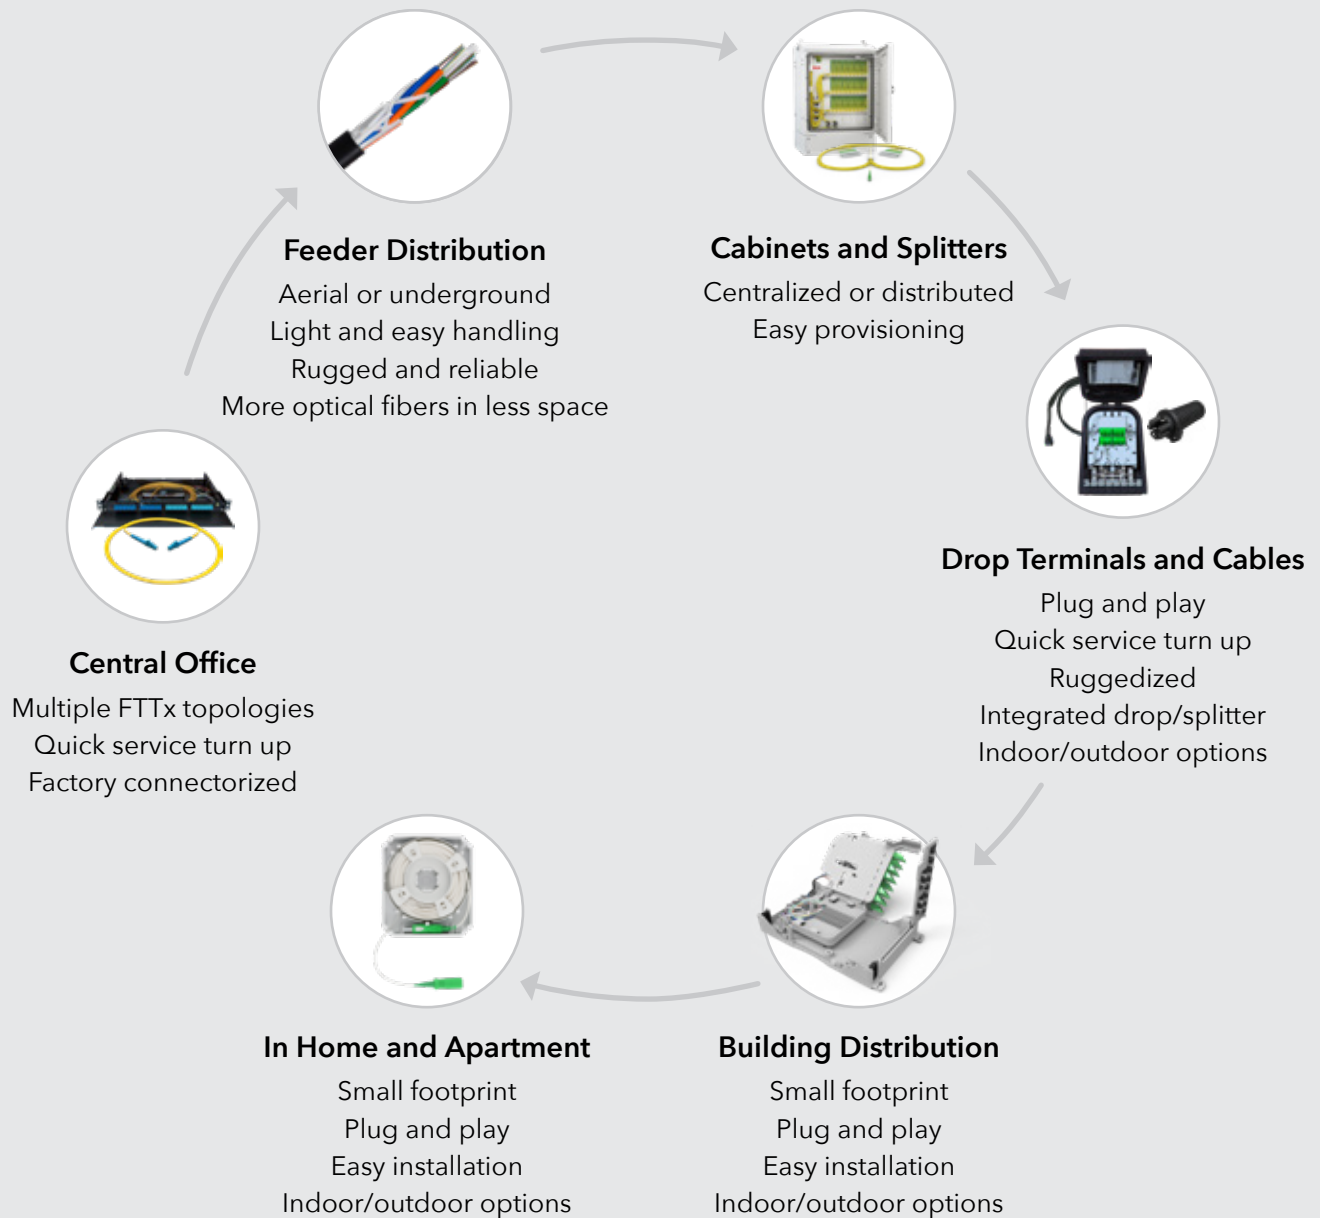 Feeder Distribution
Aerial or underground
Light and easy handling
Rugged and reliable
More optical fibers in less space
Cabinets and Splitters
Centralized or distributed
Easy provisioning
Drop Terminals and Cables
Plug and play
Quick service turn up
Ruggedized
Integrated drop/splitter
Indoor/outdoor options
Central Office
Multiple FTTx topologies
Quick service turn up
Factory connectorized
In Home and Apartment
Small footprint
Plug and play
Easy installation
Indoor/outdoor options
Building Distribution
Small footprint
Plug and play
Easy installation
Indoor/outdoor options